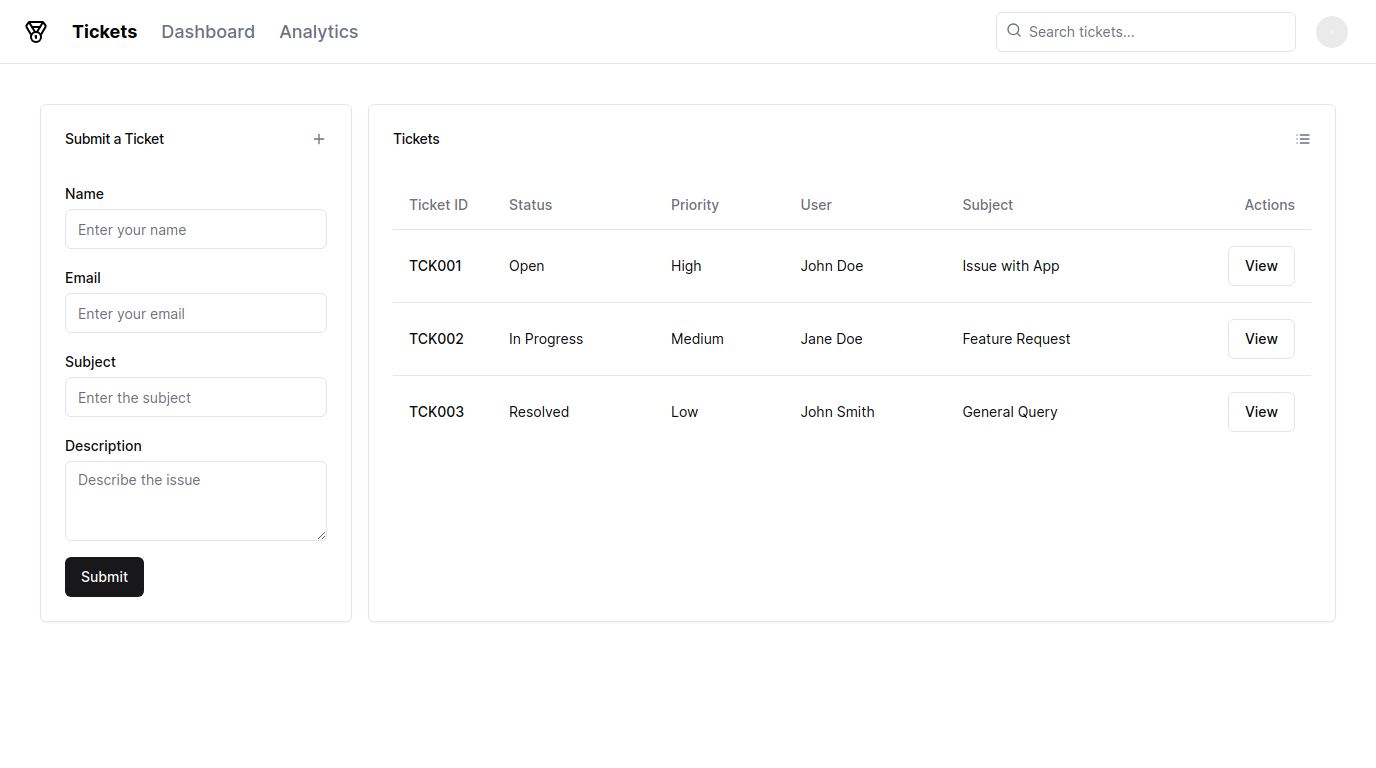 Tickets Dashboard Analytics Search tickets...
Submit a Ticket
Name
Enter your name
Email
Enter your email
Subject
Enter the subject
Description
Describe the issue
Submit
Tickets
Ticket ID Status Priority User Subject Actions
TCK001 Open High John Doe Issue with App View
TCK002 In Progress Medium Jane Doe Feature Request View
TCK003 Resolved Low John Smith General Query View